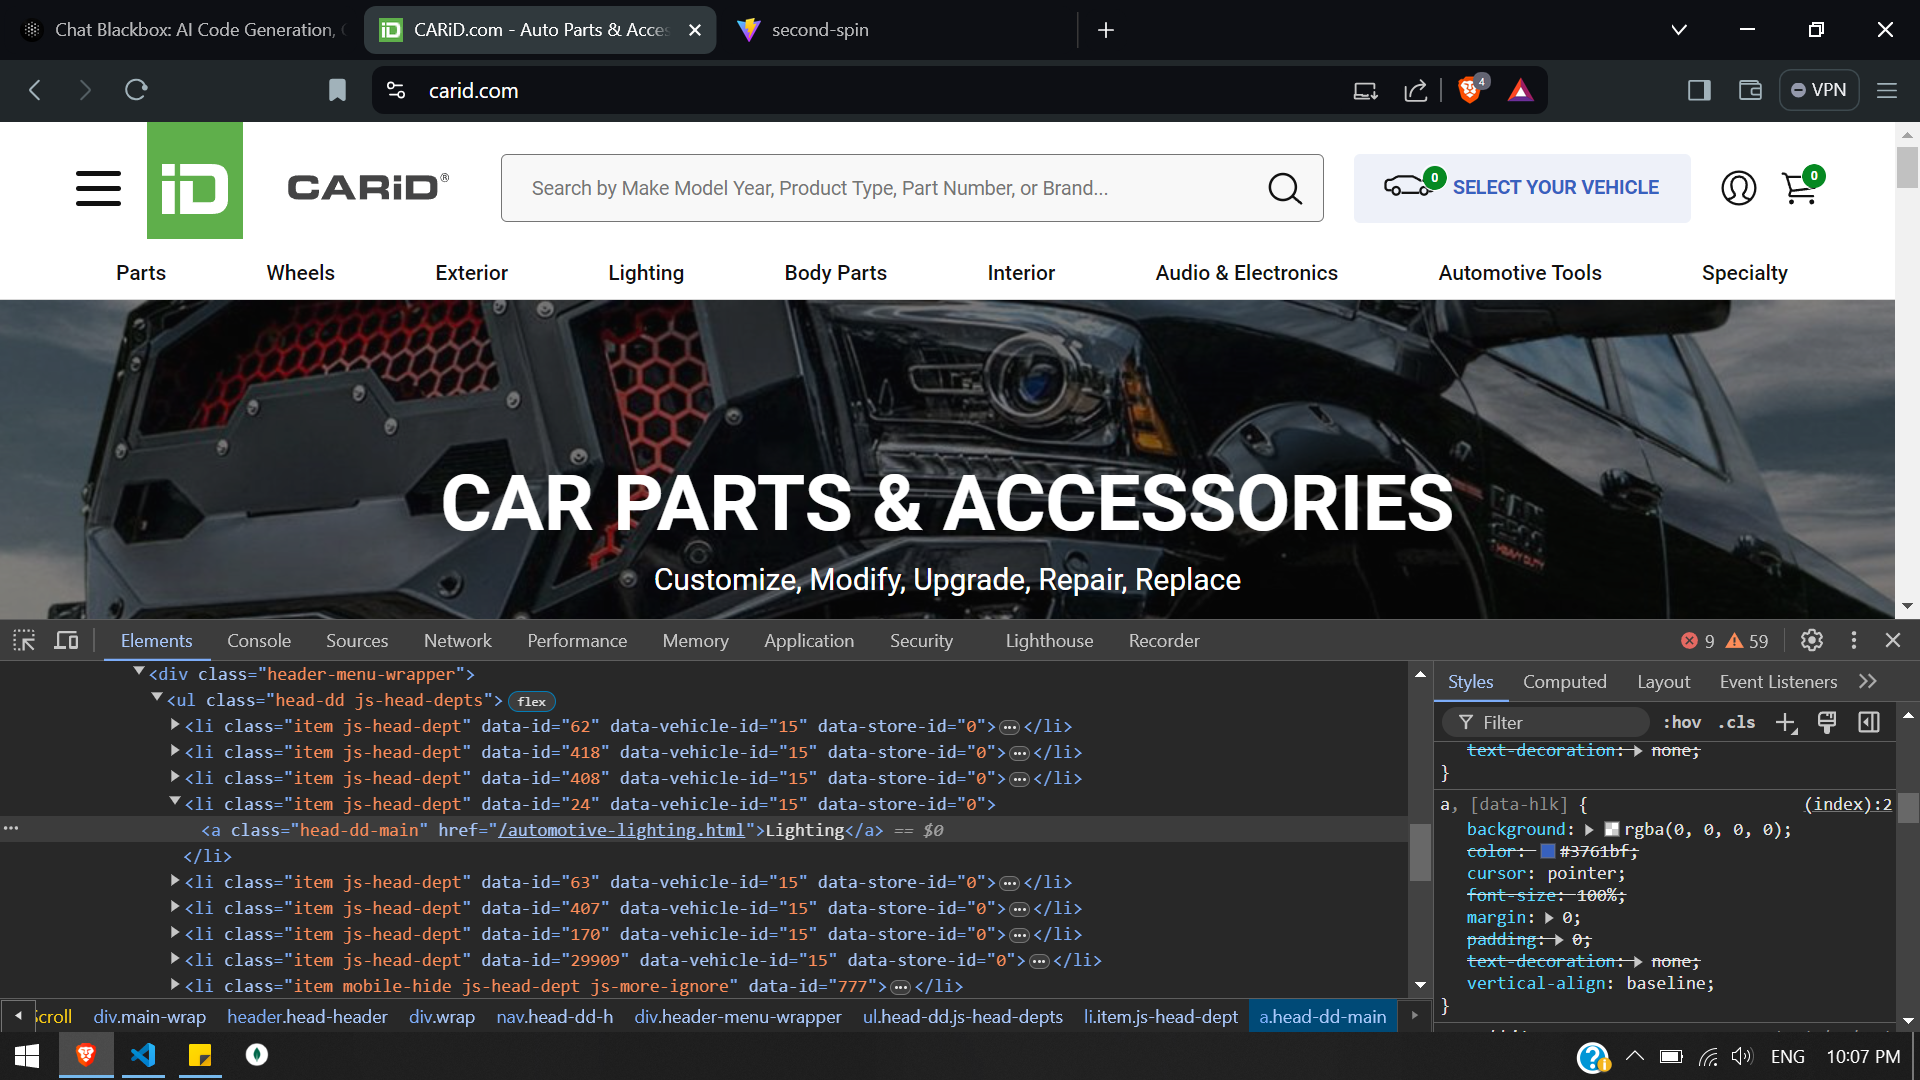 Chat Blackbox: AI Code Generation,
CARiD.com - Auto Parts & Acces
second-spin
carid.com
4
VPN
iD
CARiD®
Search by Make Model Year, Product Type, Part Number, or Brand...
0
SELECT YOUR VEHICLE
0
Parts
Wheels
Exterior
Lighting
Body Parts
Interior
Audio & Electronics
Automotive Tools
Specialty
CAR PARTS & ACCESSORIES
Customize, Modify, Upgrade, Repair, Replace
HEAVY DUTY
Elements
Console
Sources
Network
Performance
Memory
Application
Security
Lighthouse
Recorder
9
59
<div class="header-menu-wrapper">
<ul class="head-dd js-head-depts"> flex
<li class="item js-head-dept" data-id="62" data-vehicle-id="15" data-store-id="0">…</li>
<li class="item js-head-dept" data-id="418" data-vehicle-id="15" data-store-id="0">…</li>
<li class="item js-head-dept" data-id="408" data-vehicle-id="15" data-store-id="0">…</li>
<li class="item js-head-dept" data-id="24" data-vehicle-id="15" data-store-id="0">
<a class="head-dd-main" href="/automotive-lighting.html">Lighting</a> == $0
</li>
<li class="item js-head-dept" data-id="63" data-vehicle-id="15" data-store-id="0">…</li>
<li class="item js-head-dept" data-id="407" data-vehicle-id="15" data-store-id="0">…</li>
<li class="item js-head-dept" data-id="170" data-vehicle-id="15" data-store-id="0">…</li>
<li class="item js-head-dept" data-id="29909" data-vehicle-id="15" data-store-id="0">…</li>
<li class="item mobile-hide js-head-dept js-more-ignore" data-id="777">…</li>
Scroll
div.main-wrap
header.head-header
div.wrap
nav.head-dd-h
div.header-menu-wrapper
ul.head-dd.js-head-depts
li.item.js-head-dept
a.head-dd-main
Styles
Computed
Layout
Event Listeners
Filter
:hov
.cls
text-decoration: none;
}
a, [data-hlk] {
(index):2
background: rgba(0, 0, 0, 0);
color: #3761bf;
cursor: pointer;
font-size: 100%;
margin: 0;
padding: 0;
text-decoration: none;
vertical-align: baseline;
}
ENG
10:07 PM